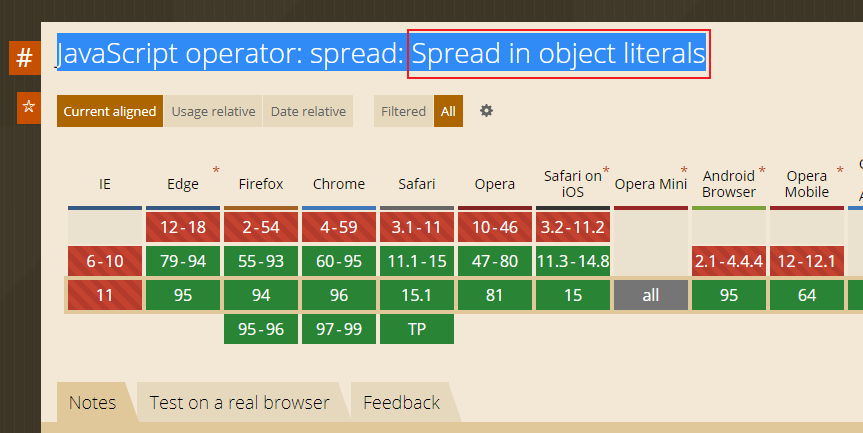 #
JavaScript operator: spread: Spread in object literals
☆
Current aligned Usage relative Date relative Filtered All
IE Edge * Firefox Chrome Safari Opera Safari on iOS * Opera Mini * Android Browser * Opera Mobile *
12-18 2-54 4-59 3.1-11 10-46 3.2-11.2
6-10 79-94 55-93 60-95 11.1-15 47-80 11.3-14.8 2.1-4.4.4 12-12.1
11 95 94 96 15.1 81 15 all 95 64
95-96 97-99 TP
Notes Test on a real browser Feedback